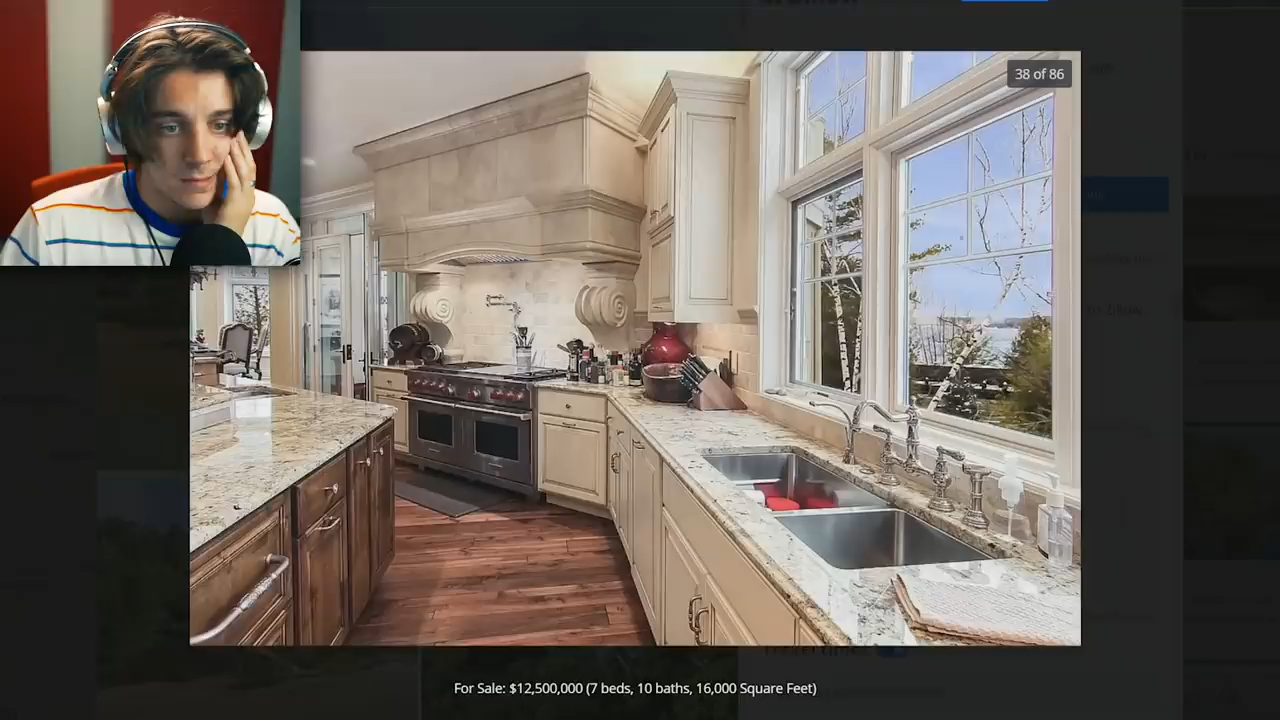 38 of 86
For Sale: $12,500,000 (7 beds, 10 baths, 16,000 Square Feet)